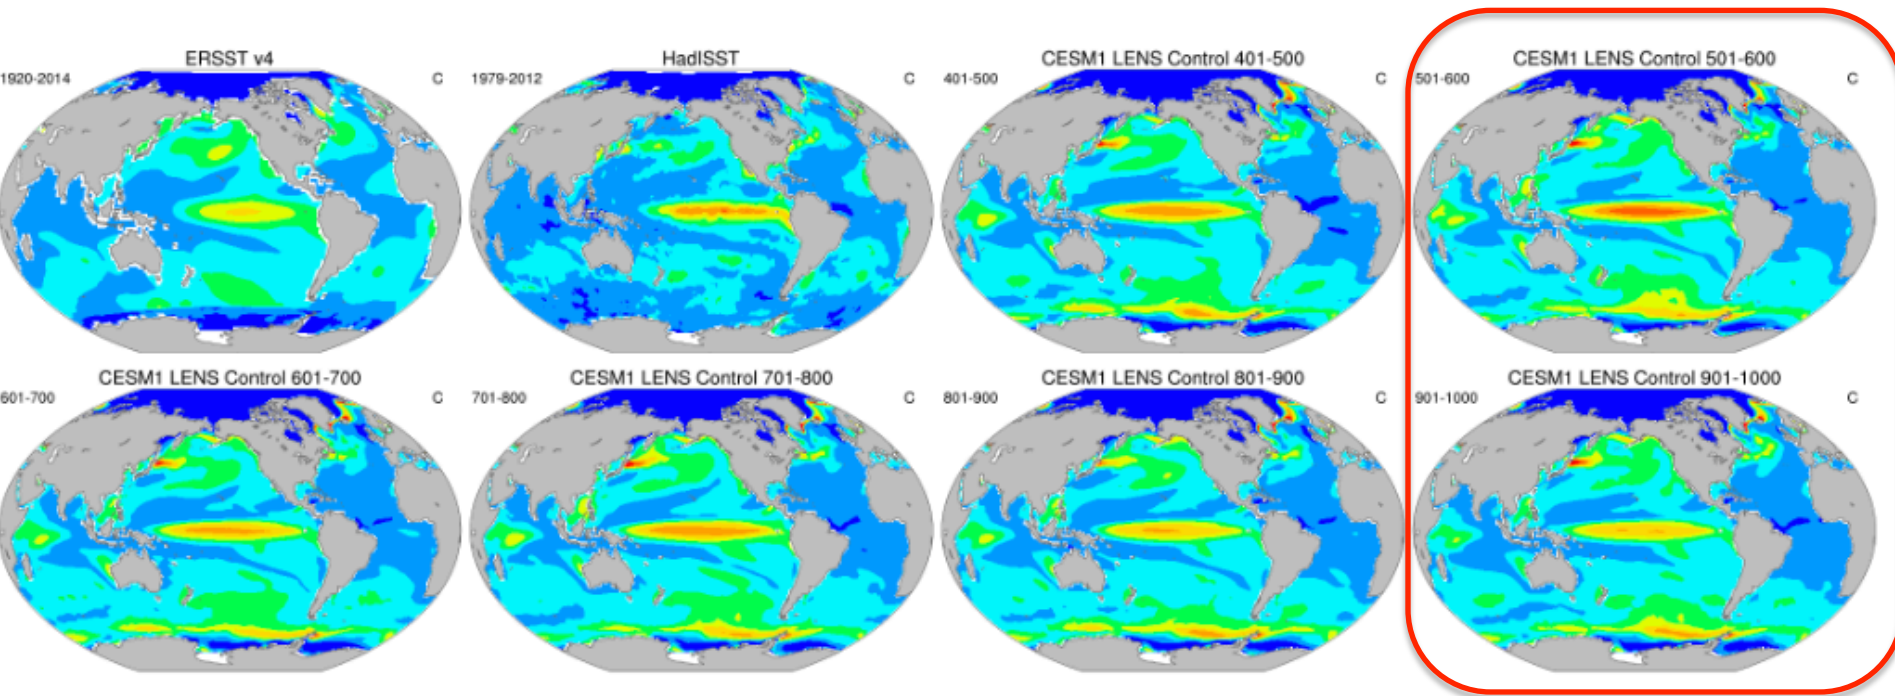 ERSST v4
1920-2014 C
HadISST
1979-2012 C
CESM1 LENS Control 401-500
401-500 C
CESM1 LENS Control 501-600
501-600
CESM1 LENS Control 601-700
601-700 C
CESM1 LENS Control 701-800
701-800 C
CESM1 LENS Control 801-900
801-900 C
CESM1 LENS Control 901-1000
901-1000 C